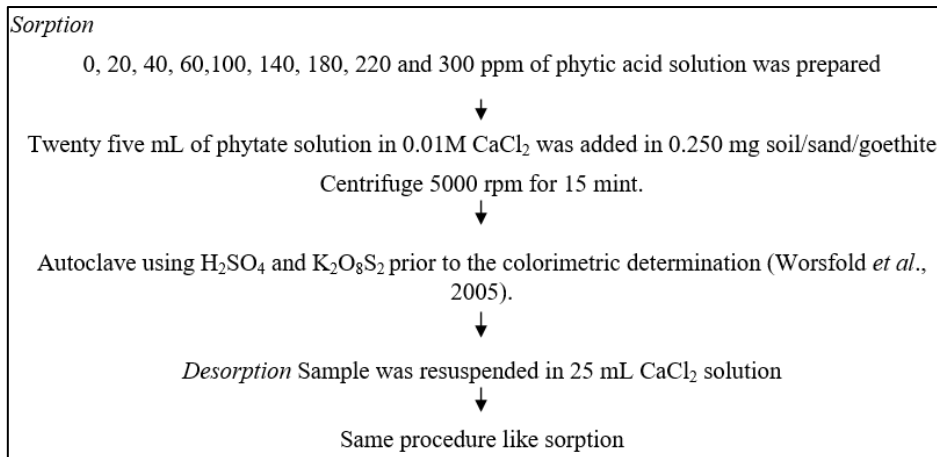 Sorption
0, 20, 40, 60,100, 140, 180, 220 and 300 ppm of phytic acid solution was prepared
Twenty five mL of phytate solution in 0.01M CaCl₂ was added in 0.250 mg soil/sand/goethite
Centrifuge 5000 rpm for 15 mint.
Autoclave using H₂SO₄ and K₂O₈S₂ prior to the colorimetric determination (Worsfold et al.,
2005).
Desorption Sample was resuspended in 25 mL CaCl₂ solution
Same procedure like sorption